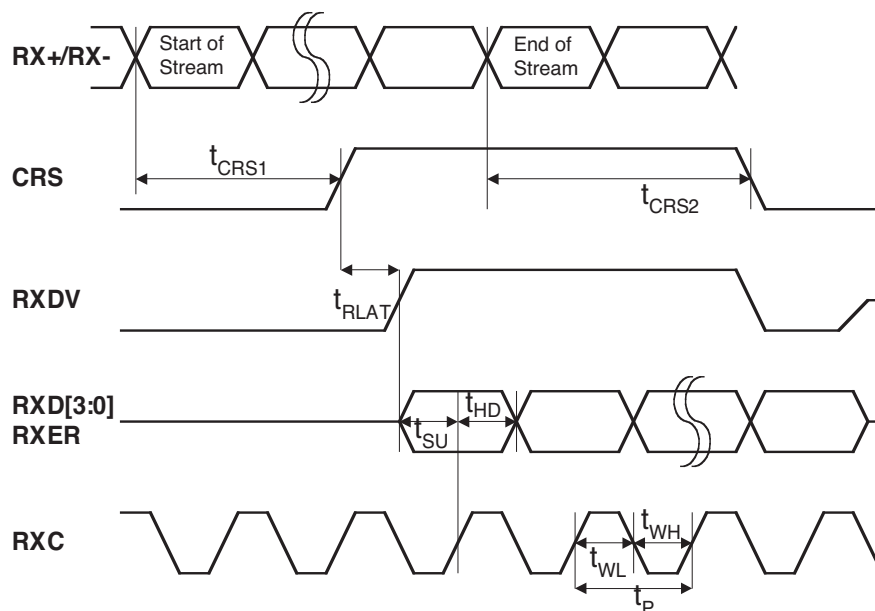 RX+/RX-
Start of
Stream
End of
Stream
CRS
tCRS1
tCRS2
RXDV
tRLAT
RXD[3:0]
RXER
tSU
tHD
RXC
tWL
tWH
tP